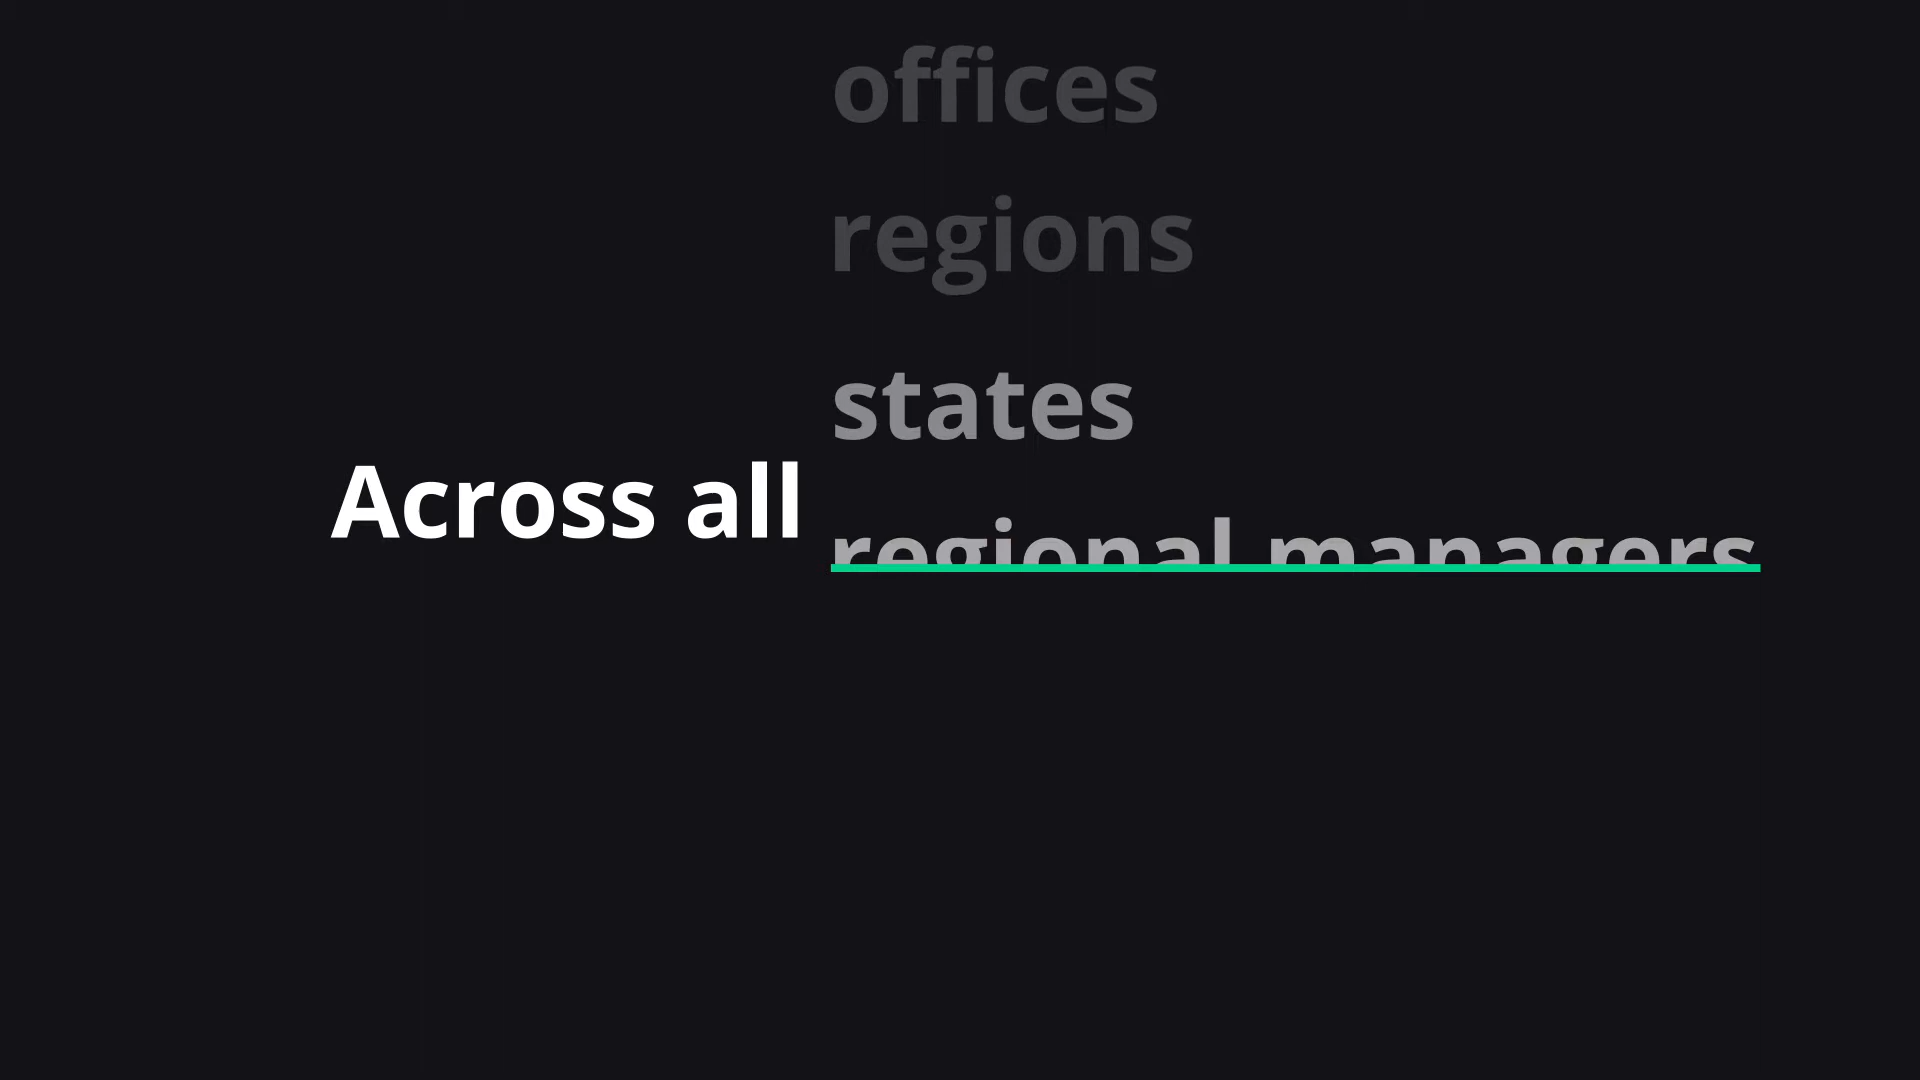 offices
regions
states
Across all
regional managers